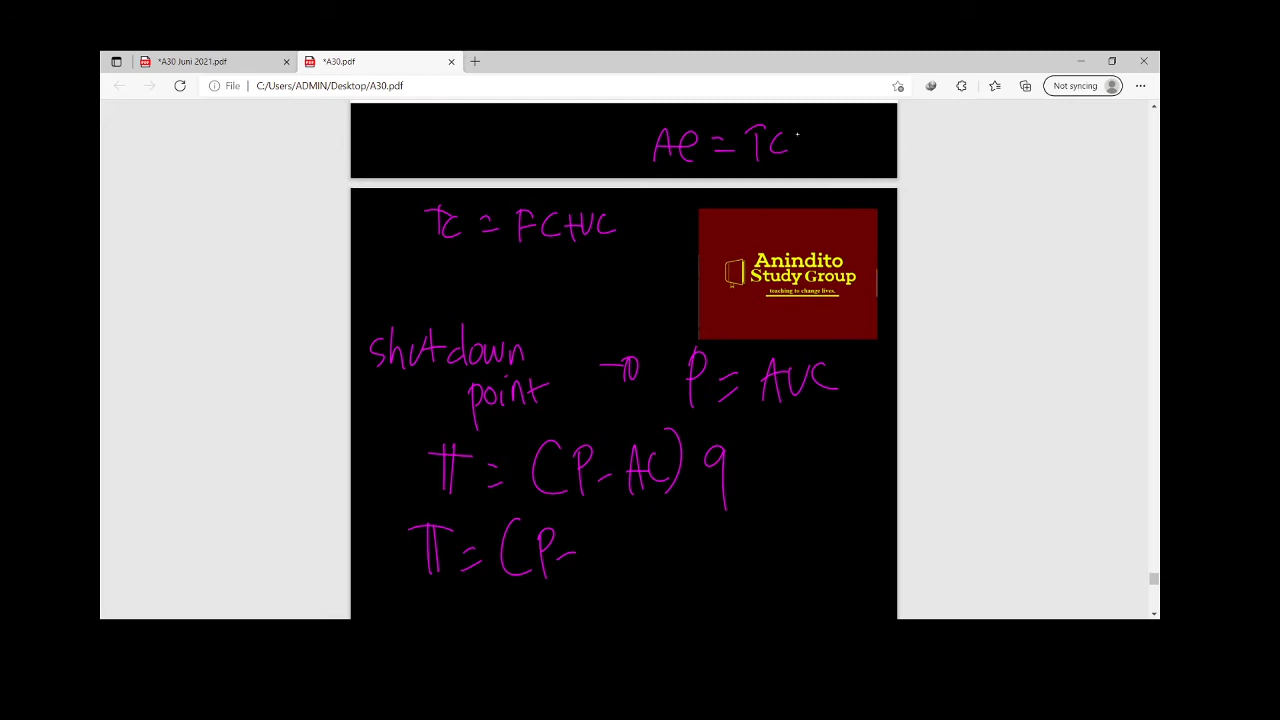 *A30 Juni 2021.pdf
*A30.pdf
File
C:/Users/ADMIN/Desktop/A30.pdf
Not syncing
AC = TC
TC = FC+VC
Anindito
Study Group
teaching to change lives.
shutdown
point → P = AVC
π = (P - AC) q
π = (P -